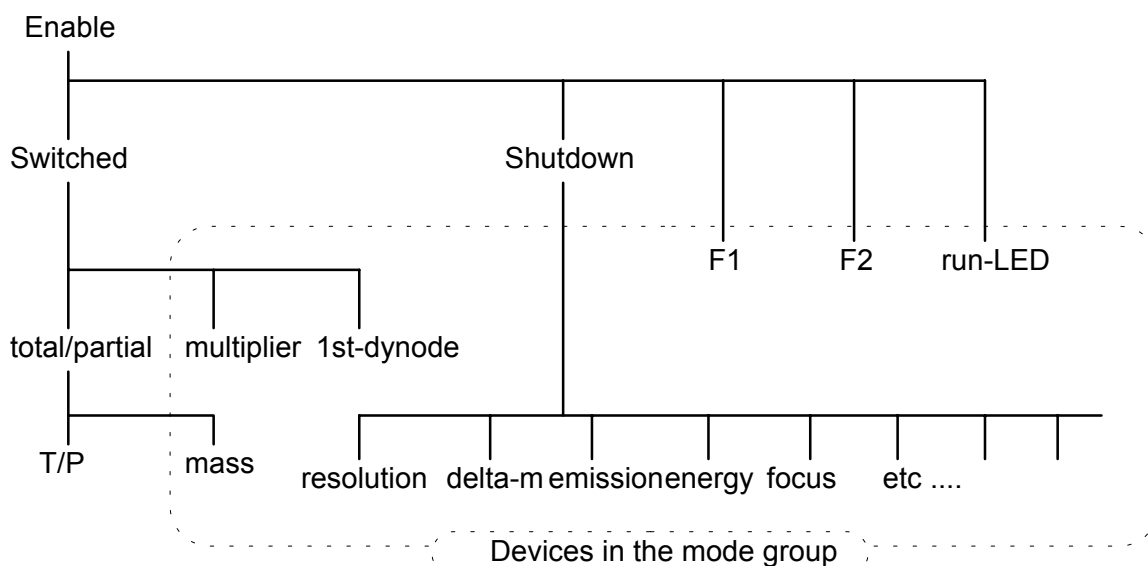 Enable
Switched
Shutdown
F1
F2
run-LED
total/partial
multiplier
1st-dynode
T/P
mass
resolution
delta-m
emission
energy
focus
etc ....
Devices in the mode group